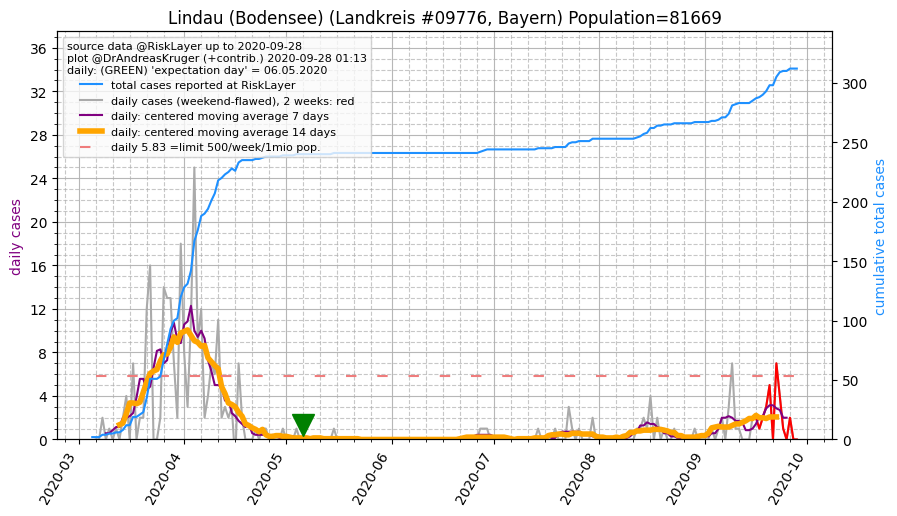 Lindau (Bodensee) (Landkreis #09776, Bayern) Population=81669
source data @RiskLayer up to 2020-09-28
plot @DrAndreasKruger (+contrib.) 2020-09-28 01:13
daily: (GREEN) 'expectation day' = 06.05.2020
total cases reported at RiskLayer
daily cases (weekend-flawed), 2 weeks: red
daily: centered moving average 7 days
daily: centered moving average 14 days
daily 5.83 =limit 500/week/1mio pop.
daily cases
36
32
28
24
20
16
12
8
4
0
cumulative total cases
300
250
200
150
100
50
0
2020-03
2020-04
2020-05
2020-06
2020-07
2020-08
2020-09
2020-10